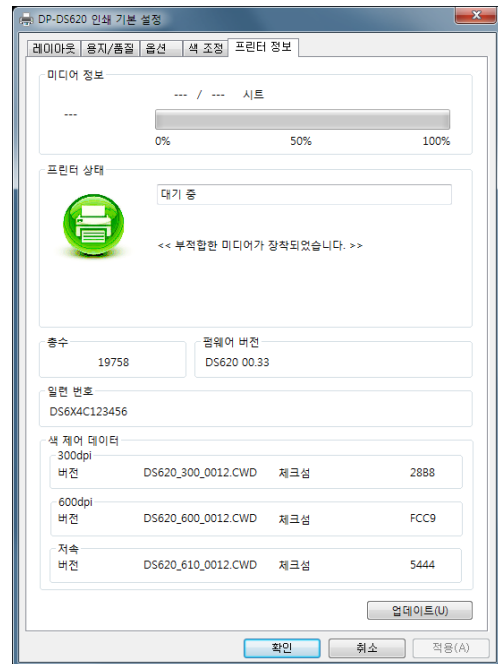 DP-DS620 인쇄 기본 설정
레이아웃 용지/품질 옵션 색 조정 프린터 정보
미디어 정보
--- / --- 시트
---
0% 50% 100%
프린터 상태
대기 중
<< 부적합한 미디어가 장착되었습니다. >>
총수 펌웨어 버전
19758 DS620 00.33
일련 번호
DS6X4C123456
색 제어 데이터
300dpi
버전 DS620_300_0012.CWD 체크섬 28B8
600dpi
버전 DS620_600_0012.CWD 체크섬 FCC9
저속
버전 DS620_610_0012.CWD 체크섬 5444
업데이트(U)
확인 취소 적용(A)